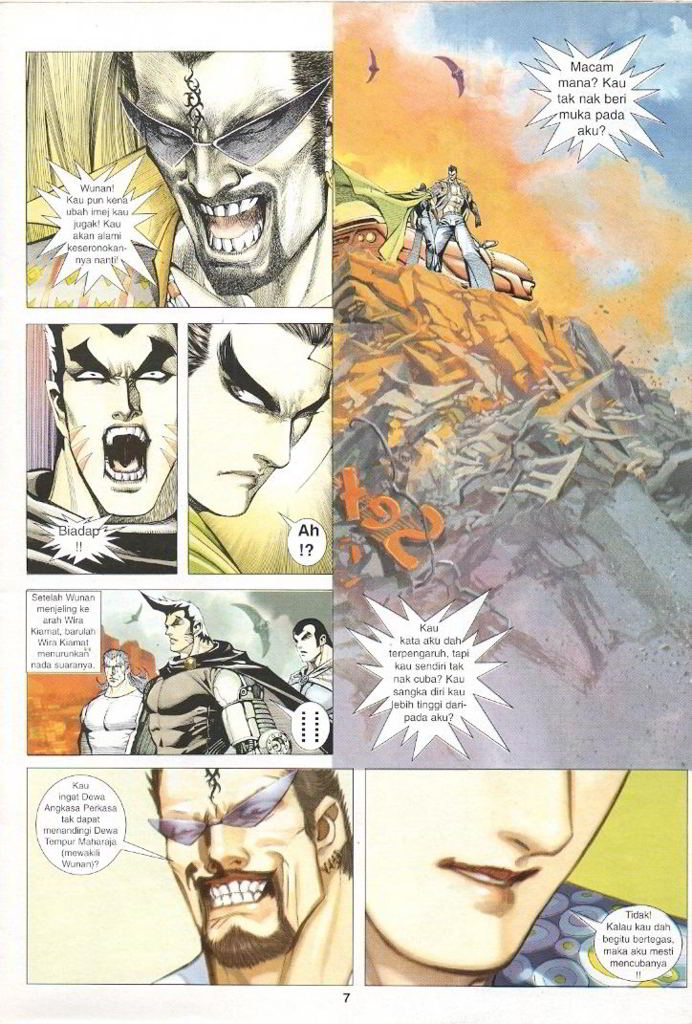 Wunan!
Kau pun kena
ubah imej kau
jugak! Kau
akan alami
keseronokan-
nya nanti!
Macam
mana? Kau
tak nak beri
muka pada
aku?
Biadap
!!
Ah
!?
Setelah Wunan
menjeling ke
arah Wira
Kiamat, barulah
Wira Kiamat
menurunkan
nada suaranya.
Kau
kata aku dah
terpengaruh, tapi
kau sendiri tak
nak cuba? Kau
sangka diri kau
lebih tinggi dari-
pada aku?
Kau
ingat Dewa
Angkasa Perkasa
tak dapat
menandingi Dewa
Tempur Maharaja
(mewakili
Wunan)?
Tidak!
Kalau kau dah
begitu bertegas,
maka aku mesti
mencubanya
!!
7